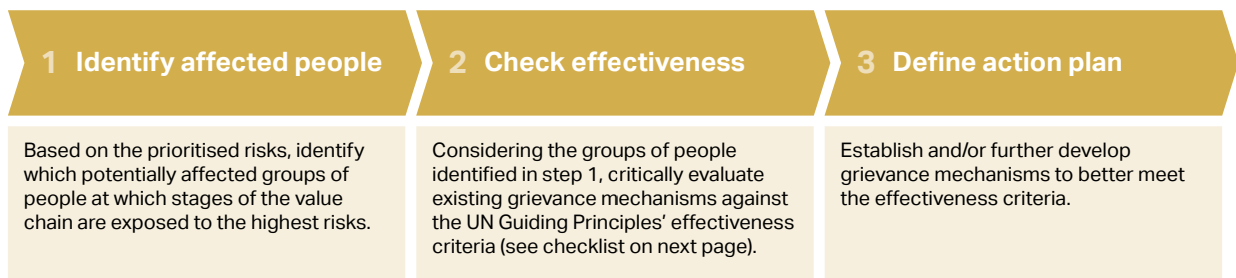 1 Identify affected people
2 Check effectiveness
3 Define action plan
Based on the prioritised risks, identify
which potentially affected groups of
people at which stages of the value
chain are exposed to the highest risks.
Considering the groups of people
identified in step 1, critically evaluate
existing grievance mechanisms against
the UN Guiding Principles’ effectiveness
criteria (see checklist on next page).
Establish and/or further develop
grievance mechanisms to better meet
the effectiveness criteria.